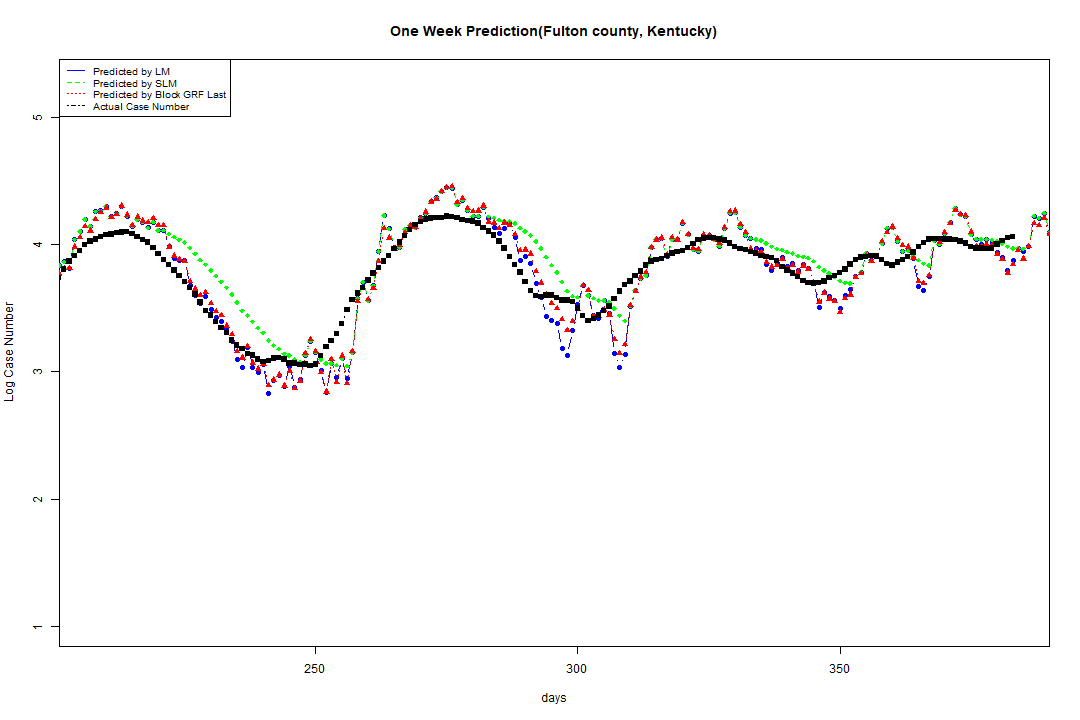 One Week Prediction(Fulton county, Kentucky)
Predicted by LM
Predicted by SLM
Predicted by Block GRF Last
Actual Case Number
5
4
3
2
1
Log Case Number
250 300 350
days